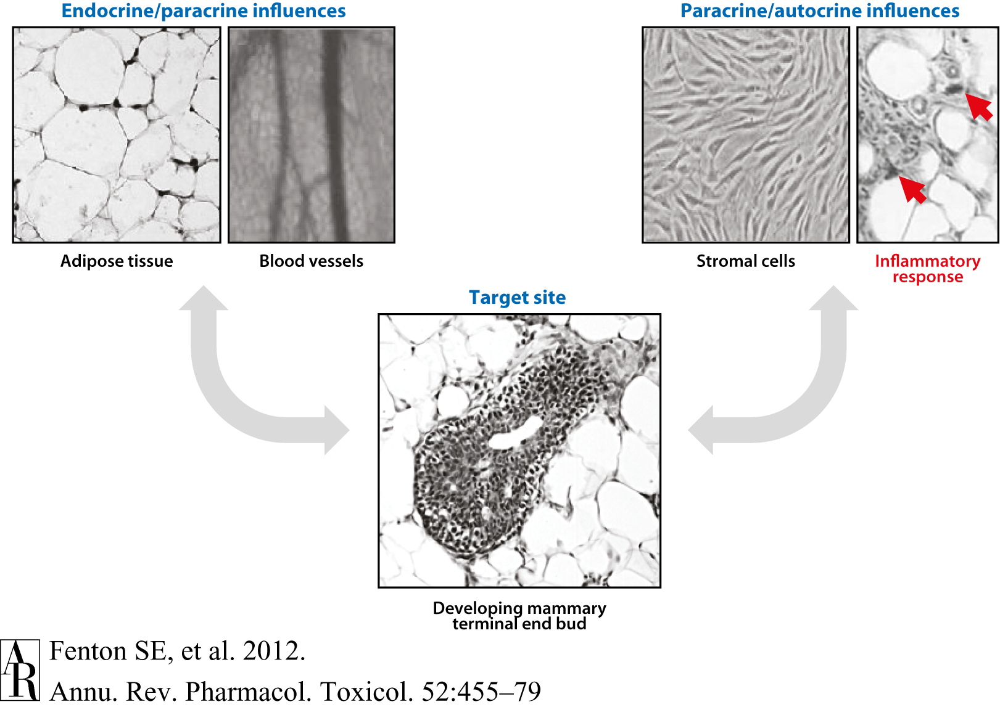 Endocrine/paracrine influences
Paracrine/autocrine influences
Adipose tissue
Blood vessels
Stromal cells
Inflammatory
response
Target site
Developing mammary
terminal end bud
AR
Fenton SE, et al. 2012.
Annu. Rev. Pharmacol. Toxicol. 52:455–79